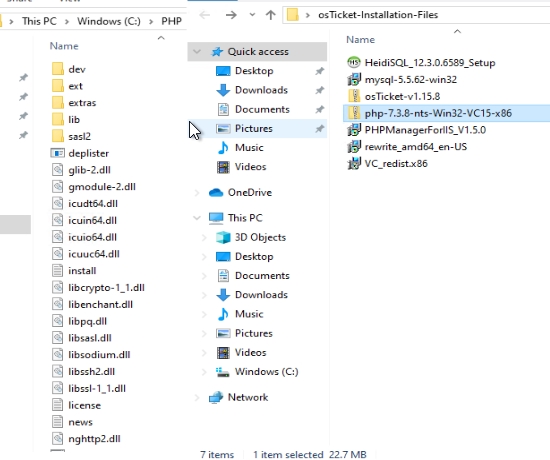 Share View
This PC > Windows (C:) > PHP
Name
dev
ext
extras
lib
sasl2
deplister
glib-2.dll
gmodule-2.dll
icudt64.dll
icuin64.dll
icuio64.dll
icuuc64.dll
install
libcrypto-1_1.dll
libenchant.dll
libpq.dll
libsasl.dll
libsodium.dll
libssh2.dll
libssl-1_1.dll
license
news
nghttp2.dll
osTicket-Installation-Files
Quick access
Desktop
Downloads
Documents
Pictures
Music
Videos
OneDrive
This PC
3D Objects
Desktop
Documents
Downloads
Music
Pictures
Videos
Windows (C:)
Network
Name
HeidiSQL_12.3.0.6589_Setup
mysql-5.5.62-win32
osTicket-v1.15.8
php-7.3.8-nts-Win32-VC15-x86
PHPManagerForIIS_V1.5.0
rewrite_amd64_en-US
VC_redist.x86
7 items 1 item selected 22.7 MB